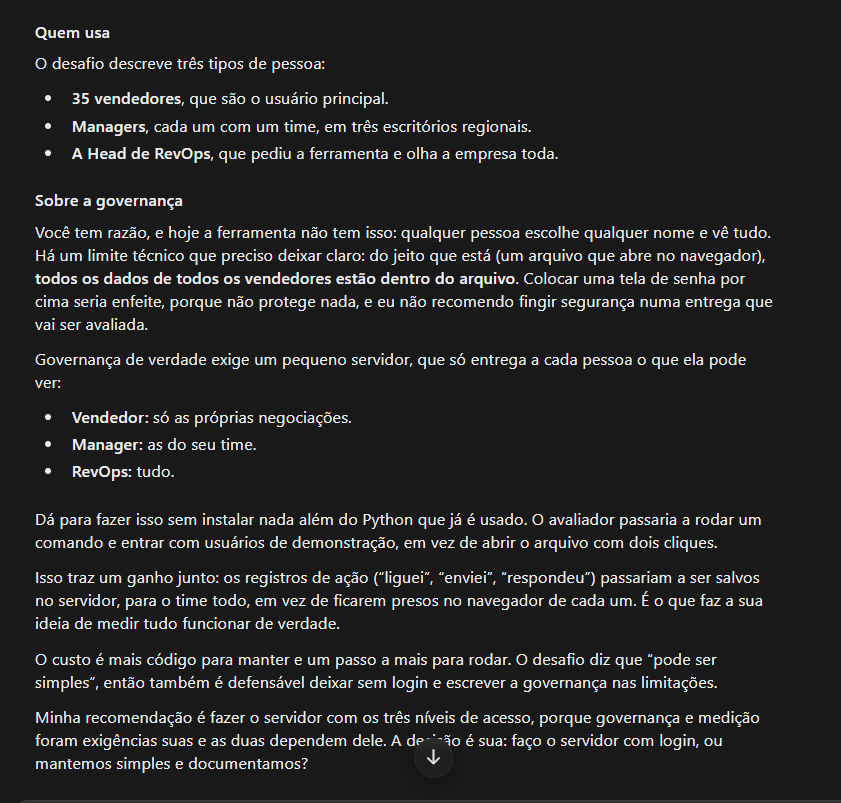 Quem usa
O desafio descreve três tipos de pessoa:
• 35 vendedores, que são o usuário principal.
• Managers, cada um com um time, em três escritórios regionais.
• A Head de RevOps, que pediu a ferramenta e olha a empresa toda.
Sobre a governança
Você tem razão, e hoje a ferramenta não tem isso: qualquer pessoa escolhe qualquer nome e vê tudo.
Há um limite técnico que preciso deixar claro: do jeito que está (um arquivo que abre no navegador),
todos os dados de todos os vendedores estão dentro do arquivo. Colocar uma tela de senha por
cima seria enfeite, porque não protege nada, e eu não recomendo fingir segurança numa entrega que
vai ser avaliada.
Governança de verdade exige um pequeno servidor, que só entrega a cada pessoa o que ela pode
ver:
• Vendedor: só as próprias negociações.
• Manager: as do seu time.
• RevOps: tudo.
Dá para fazer isso sem instalar nada além do Python que já é usado. O avaliador passaria a rodar um
comando e entrar com usuários de demonstração, em vez de abrir o arquivo com dois cliques.
Isso traz um ganho junto: os registros de ação (“liguei”, “enviei”, “respondeu”) passariam a ser salvos
no servidor, para o time todo, em vez de ficarem presos no navegador de cada um. É o que faz a sua
ideia de medir tudo funcionar de verdade.
O custo é mais código para manter e um passo a mais para rodar. O desafio diz que “pode ser
simples”, então também é defensável deixar sem login e escrever a governança nas limitações.
Minha recomendação é fazer o servidor com os três níveis de acesso, porque governança e medição
foram exigências suas e as duas dependem dele. A é sua: faço o servidor com login, ou
mantemos simples e documentamos?